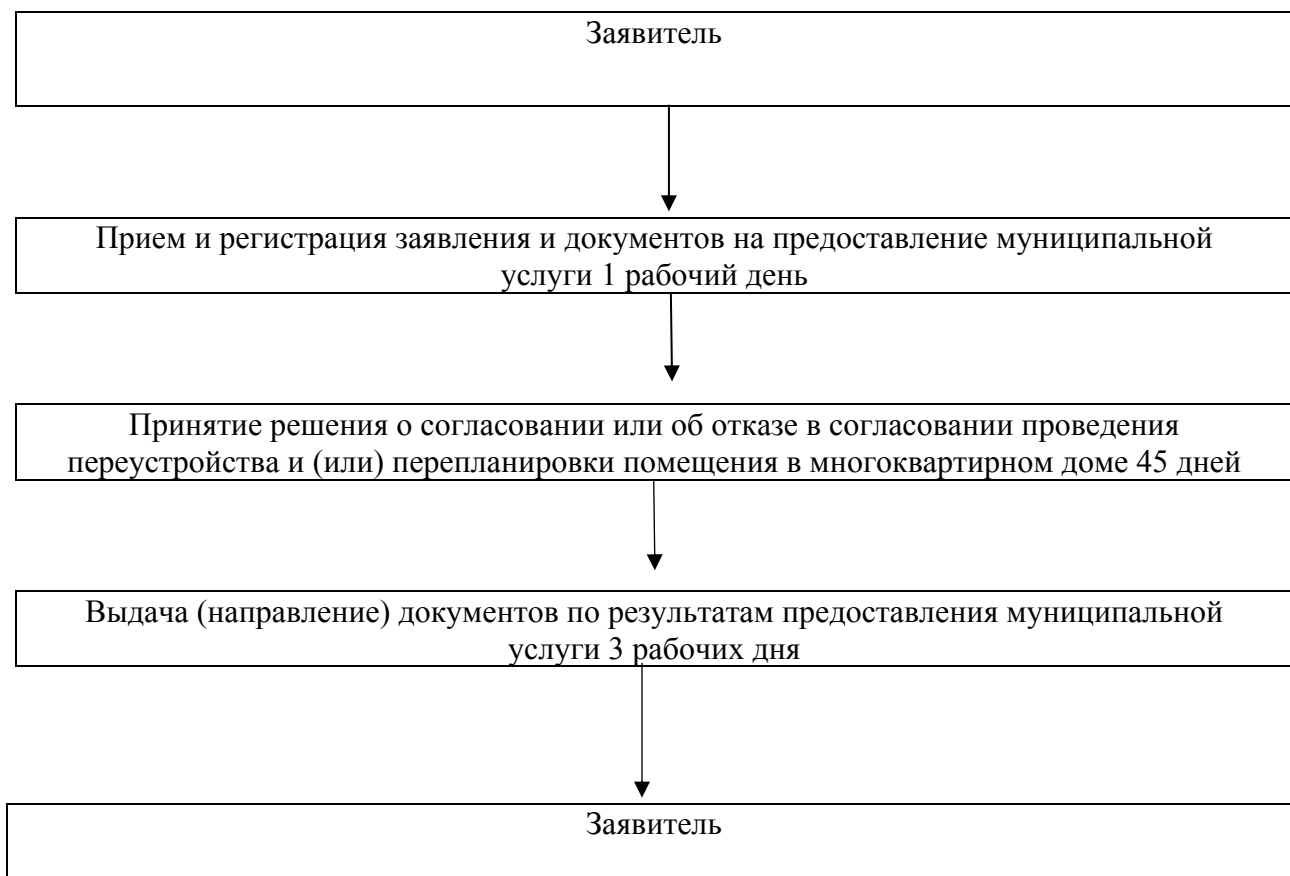 Заявитель
Прием и регистрация заявления и документов на предоставление муниципальной
услуги 1 рабочий день
Принятие решения о согласовании или об отказе в согласовании проведения
переустройства и (или) перепланировки помещения в многоквартирном доме 45 дней
Выдача (направление) документов по результатам предоставления муниципальной
услуги 3 рабочих дня
Заявитель